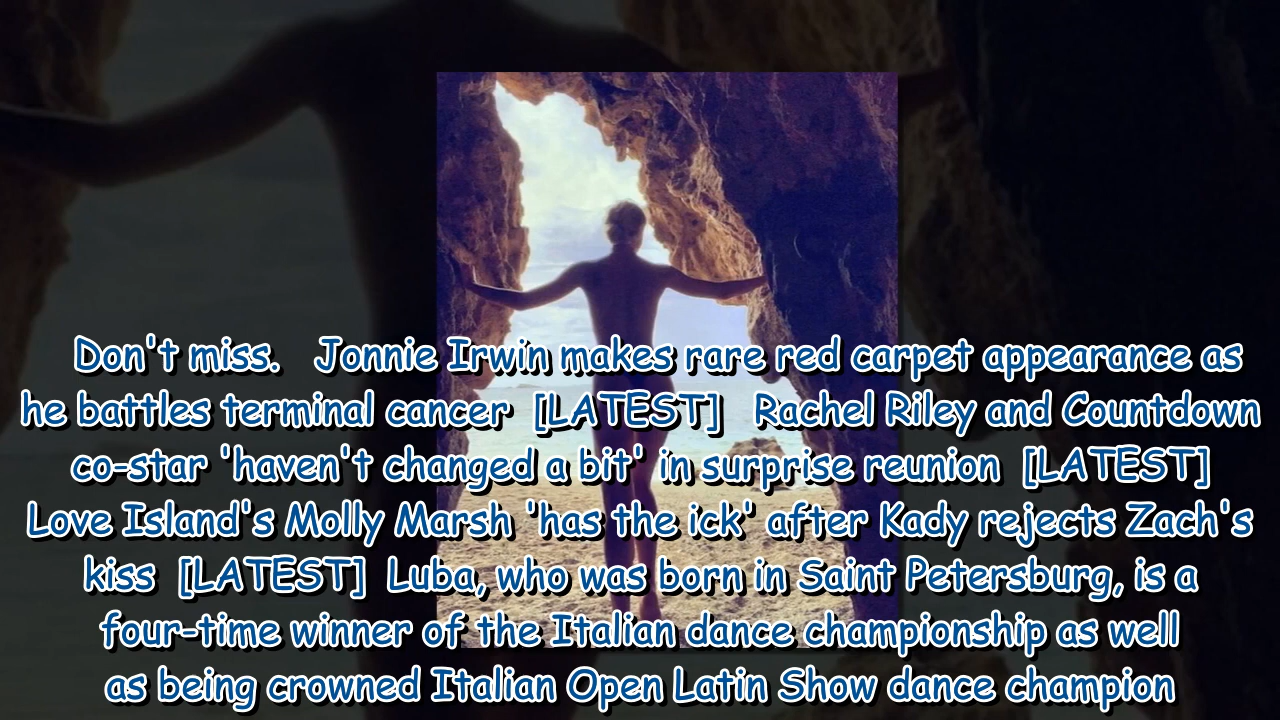 Don't miss. Jonnie Irwin makes rare red carpet appearance as
he battles terminal cancer [LATEST] Rachel Riley and Countdown
co-star 'haven't changed a bit' in surprise reunion [LATEST]
Love Island's Molly Marsh 'has the ick' after Kady rejects Zach's
kiss [LATEST] Luba, who was born in Saint Petersburg, is a
four-time winner of the Italian dance championship as well
as being crowned Italian Open Latin Show dance champion